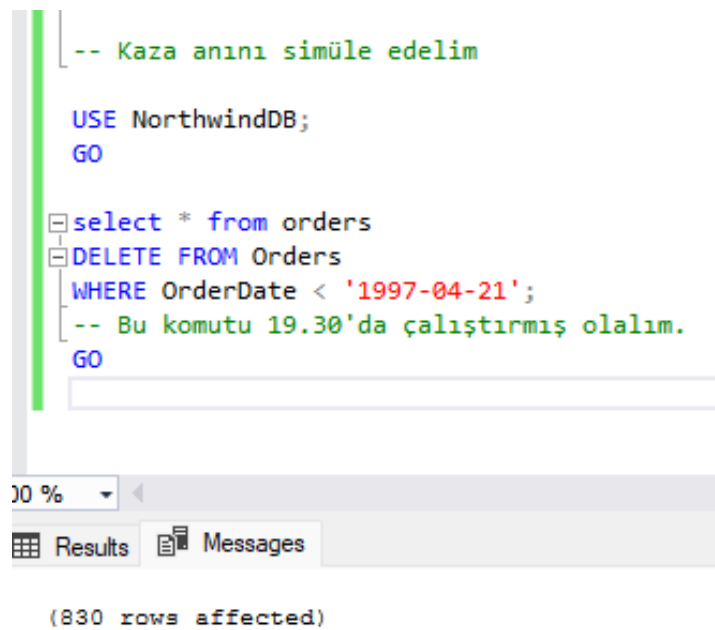 -- Kaza anını simüle edelim
USE NorthwindDB;
GO
select * from orders
DELETE FROM Orders
WHERE OrderDate < '1997-04-21';
-- Bu komutu 19.30'da çalıştırmış olalım.
GO
00 %
Results Messages
(830 rows affected)